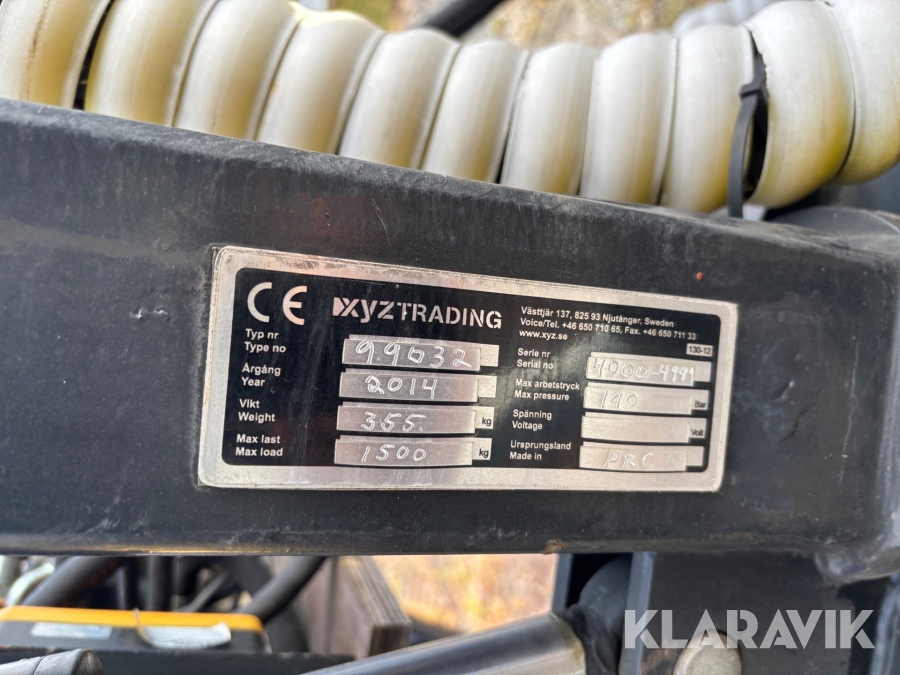 CE XYZTRADING
Västtjär 137, 825 93 Njutånger, Sweden
Voice/Tel. +46 650 710 65, Fax. +46 650 711 33
www.xyz.se
130-12
Typ nr
Type no 99032
Årgång
Year 2014
Vikt
Weight 355 kg
Max last
Max load 1500 kg
Serie nr
Serial no
Max arbetstryck
Max pressure 140 Bar
Spänning
Voltage Volt
Ursprungsland
Made in PRC
KLARAVIK